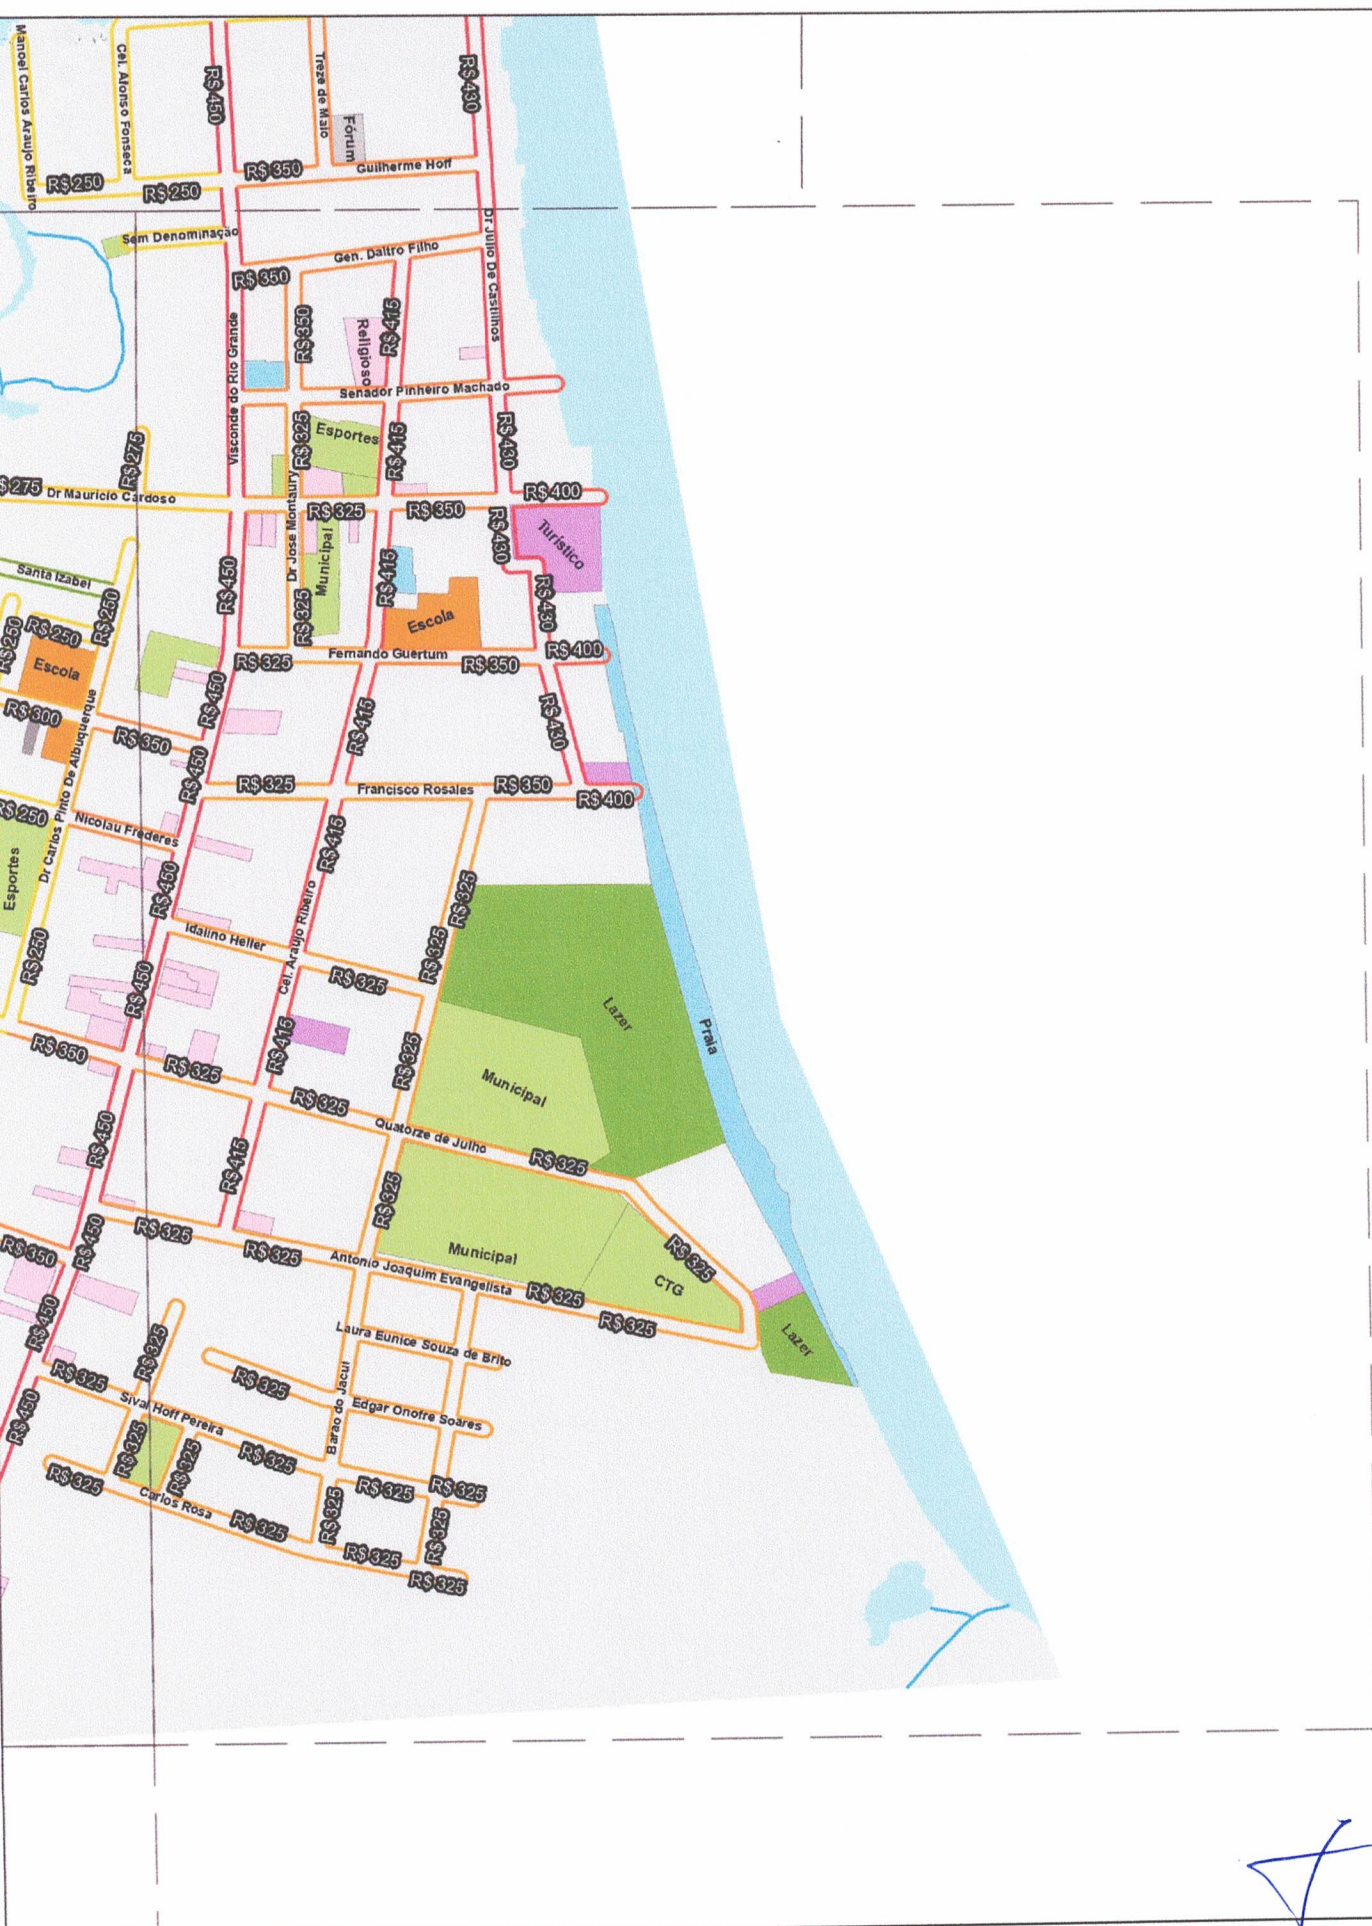 Manoel Carlos Araujo Ribeiro
Cel. Afonso Fonseca
R$ 450
Treze de Maio
Fórum
R$ 430
Guilherme Hoff
R$ 350
R$ 250
R$ 250
Sem Denominação
Gen. Daltro Filho
Dr Julio De Castilhos
R$ 350
R$ 350
R$ 415
Religioso
Visconde do Rio Grande
Senador Pinheiro Machado
R$ 325
Esportes
R$ 415
R$ 430
R$ 275
$ 275
Dr Mauricio Cardoso
R$ 325
R$ 350
R$ 400
Dr Jose Montaury
Municipal
R$ 430
Turístico
Santa Izabel
R$ 450
R$ 415
R$ 250
R$ 325
R$ 430
R$ 250
R$ 250
Escola
Escola
Fernando Guertum
R$ 325
R$ 350
R$ 400
R$ 450
R$ 300
R$ 350
R$ 415
R$ 430
Dr Carlos Pinto De Albuquerque
R$ 450
R$ 325
Francisco Rosales
R$ 350
R$ 400
R$ 250
Nicolau Frederes
R$ 415
Esportes
R$ 450
R$ 325
Idalino Heller
Cel. Araujo Ribeiro
R$ 250
R$ 450
R$ 325
R$ 325
Lazer
Praia
R$ 350
R$ 325
R$ 415
R$ 325
Municipal
R$ 325
Quatorze de Julho
R$ 450
R$ 415
R$ 325
R$ 325
R$ 350
R$ 450
R$ 325
R$ 325
Municipal
R$ 325
CTG
Antonio Joaquim Evangelista
R$ 325
R$ 325
Lazer
R$ 450
R$ 325
Laura Eunice Souza de Brito
R$ 325
R$ 325
Barao do Jacuí
Edgar Onofre Soares
R$ 450
Sival Hoff Pereira
R$ 325
R$ 325
R$ 325
R$ 325
R$ 325
R$ 325
Carlos Rosa
R$ 325
R$ 325
R$ 325
R$ 325
R$ 325